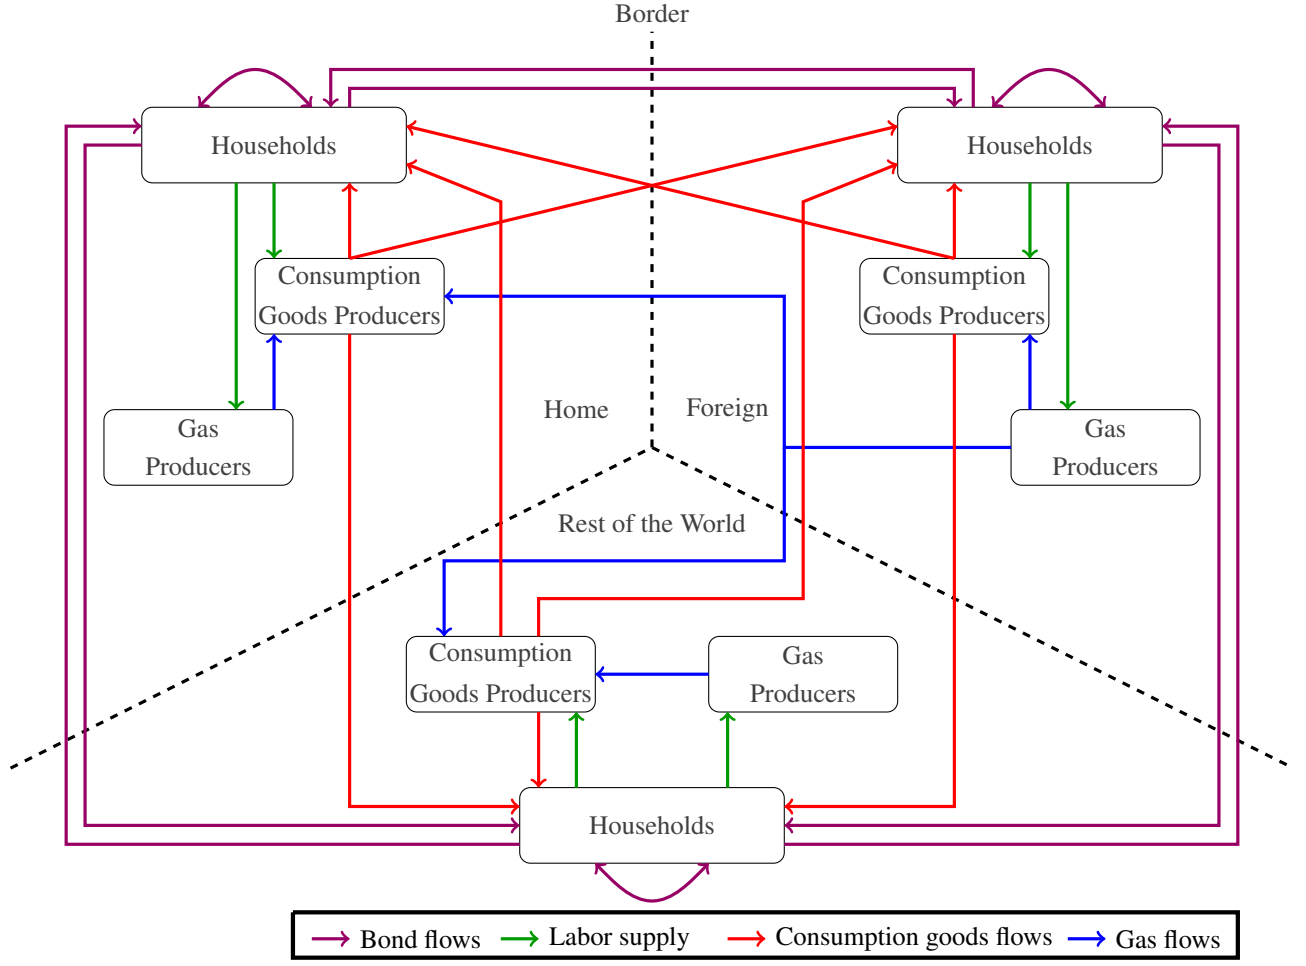 Border
Households
Households
Consumption
Goods Producers
Consumption
Goods Producers
Home
Foreign
Gas
Producers
Gas
Producers
Rest of the World
Consumption
Goods Producers
Gas
Producers
Households
Bond flows
Labor supply
Consumption goods flows
Gas flows